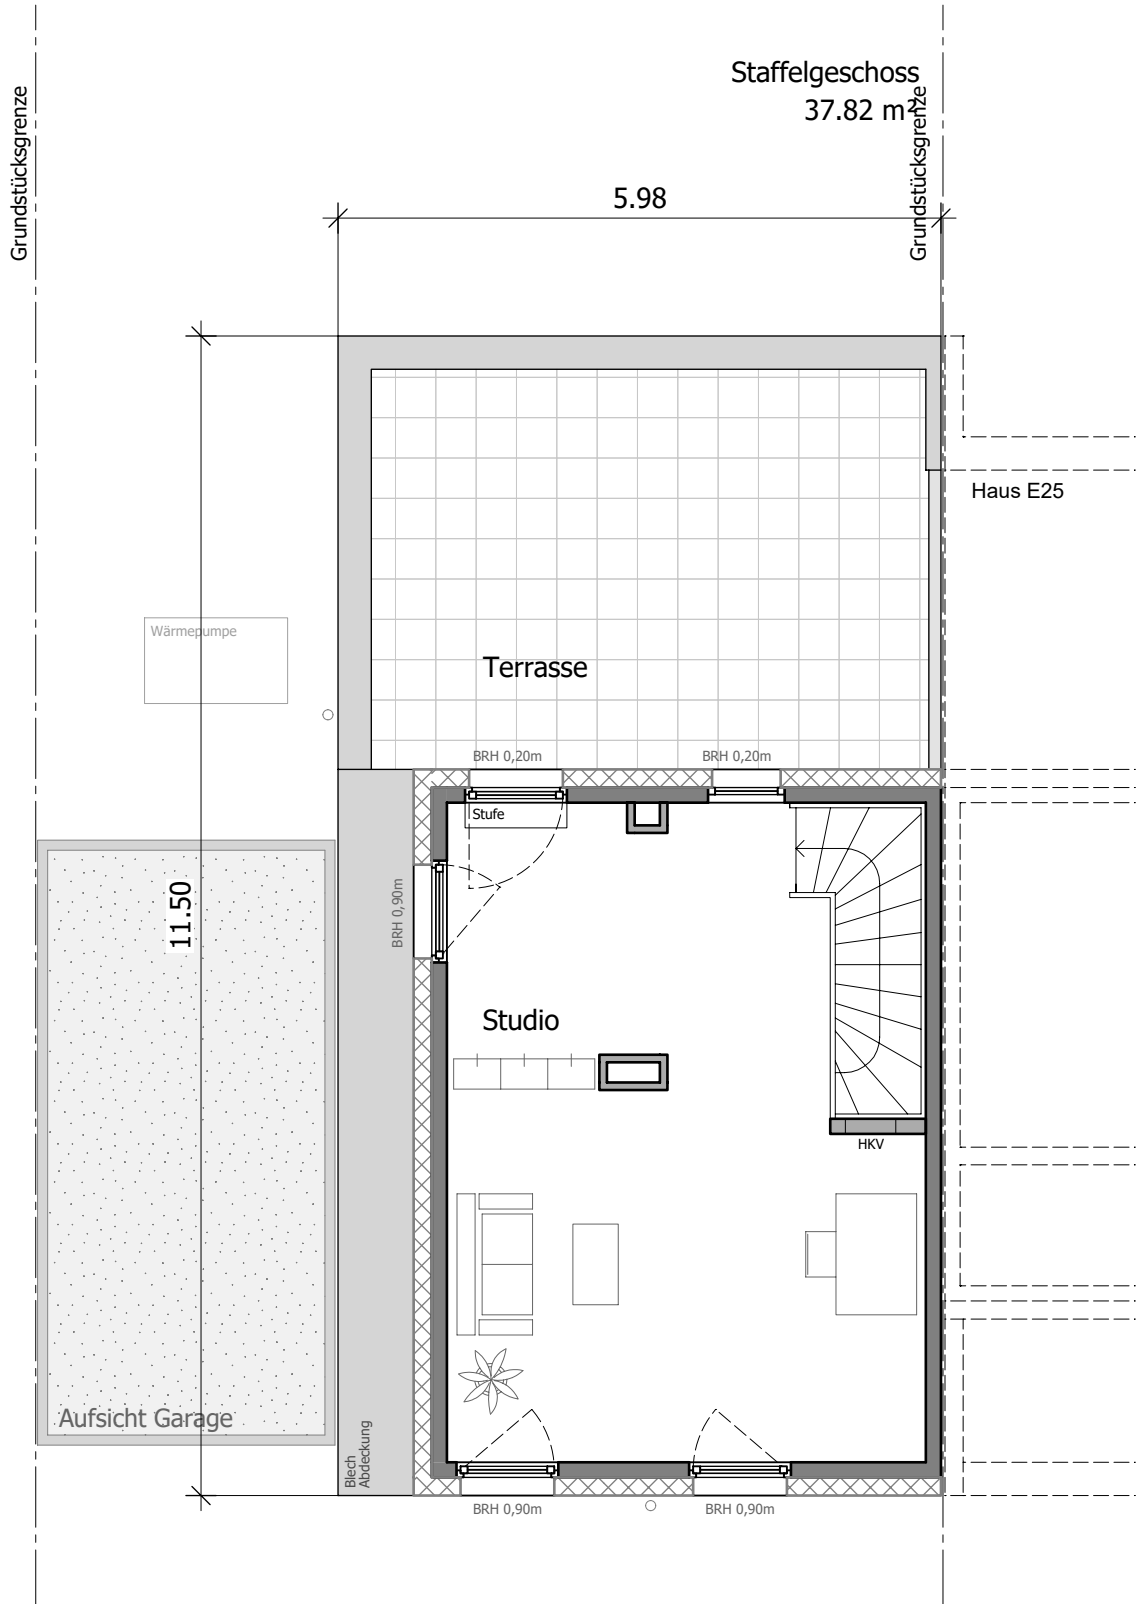 Staffelgeschoss
37.82 m²
Grundstücksgrenze
Grundstücksgrenze
5.98
Haus E25
Wärmepumpe
Terrasse
BRH 0,20m
BRH 0,20m
Stufe
11.50
BRH 0,90m
Studio
HKV
Aufsicht Garage
Blech
Abdeckung
BRH 0,90m
BRH 0,90m